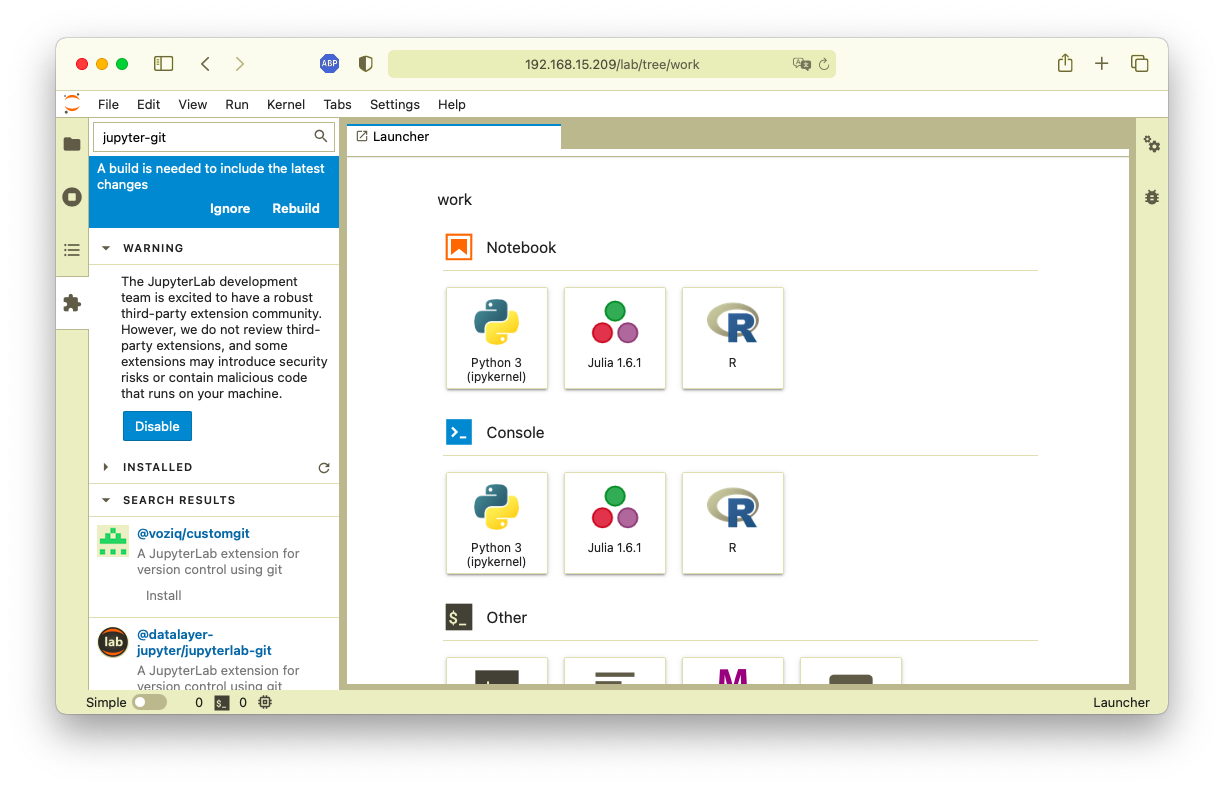 ABP
192.168.15.209/lab/tree/work
File Edit View Run Kernel Tabs Settings Help
jupyter-git
A build is needed to include the latest
changes
Ignore Rebuild
WARNING
The JupyterLab development
team is excited to have a robust
third-party extension community.
However, we do not review third-
party extensions, and some
extensions may introduce security
risks or contain malicious code
that runs on your machine.
Disable
INSTALLED
SEARCH RESULTS
@voziq/customgit
A JupyterLab extension for
version control using git
Install
lab
@datalayer-
jupyter/jupyterlab-git
A JupyterLab extension for
version control using git
Launcher
work
Notebook
Python 3
(ipykernel)
Julia 1.6.1
R
R
Console
Python 3
(ipykernel)
Julia 1.6.1
R
R
$_ Other
M
Simple 0 $_ 0 Launcher